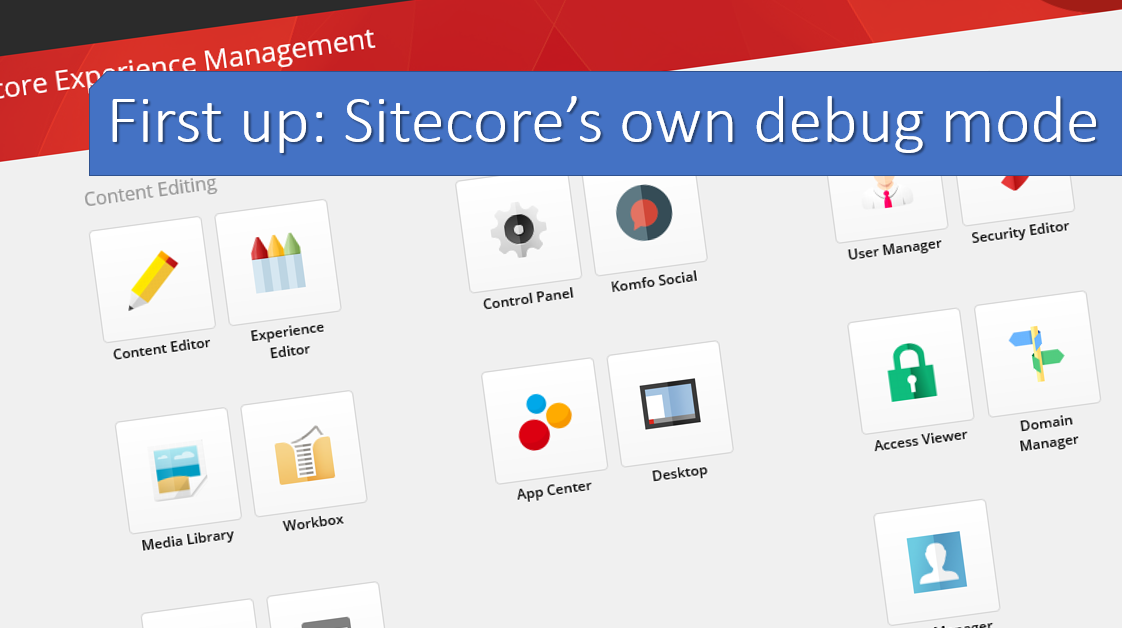 core Experience Management
First up: Sitecore’s own debug mode
Content Editing
Content Editor
Experience
Editor
Control Panel
Komfo Social
User Manager
Security Editor
Media Library
Workbox
App Center
Desktop
Access Viewer
Domain
Manager